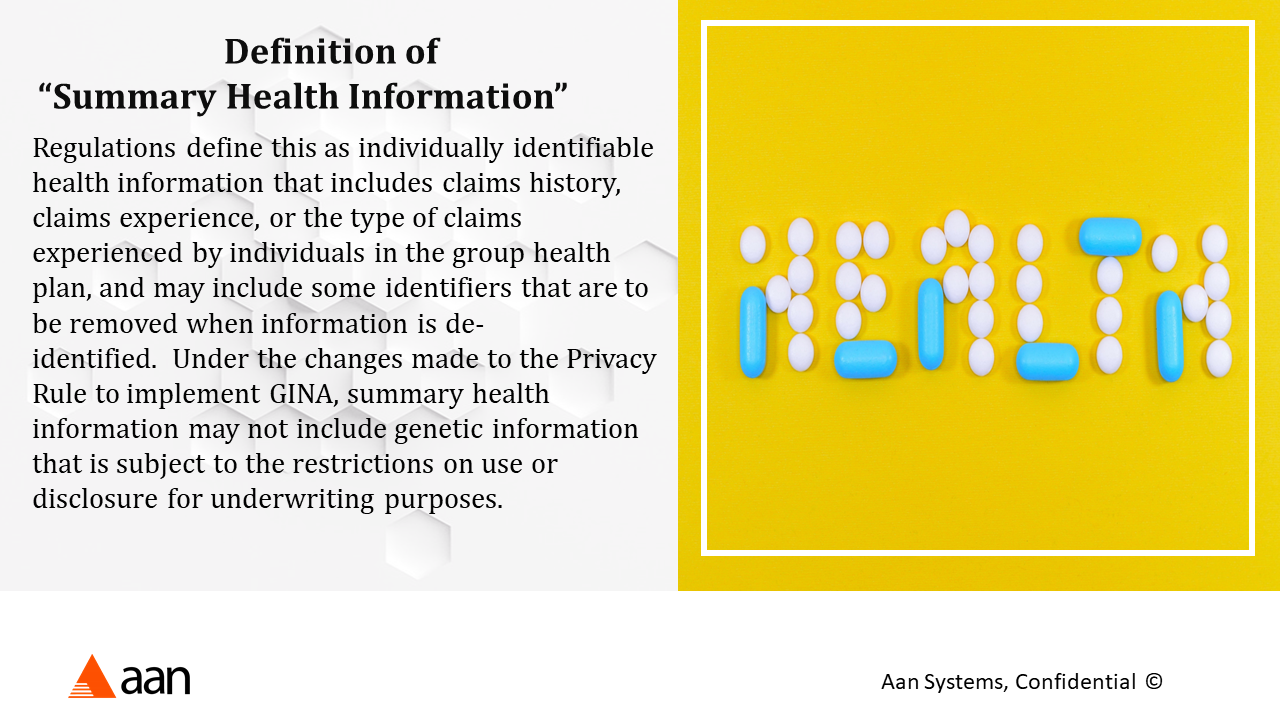 Definition of
“Summary Health Information”
Regulations define this as individually identifiable
health information that includes claims history,
claims experience, or the type of claims
experienced by individuals in the group health
plan, and may include some identifiers that are to
be removed when information is de-
identified.  Under the changes made to the Privacy
Rule to implement GINA, summary health
information may not include genetic information
that is subject to the restrictions on use or
disclosure for underwriting purposes.
HEALTH
aan
Aan Systems, Confidential ©